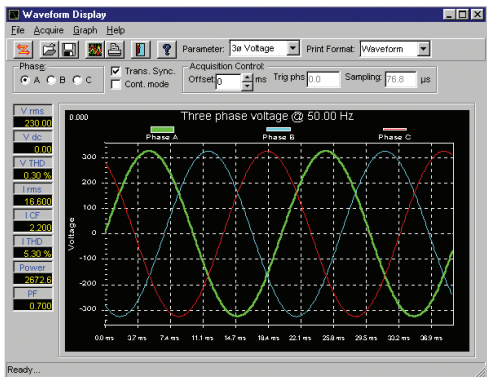 Waveform Display
File Acquire Graph Help
Parameter: 3ø Voltage Print Format: Waveform
Phase:
A B C
Trans. Sync.
Cont. mode
Acquisition Control:
Offset: 0 ms Trig phs 0.0 Sampling: 76.8 µs
V rms
230.00
V dc
0.00
V THD
0.30 %
I rms
16.600
I CF
2.200
I THD
5.30 %
Power
2672.6
PF
0.700
0.000
Three phase voltage @ 50.00 Hz
Phase A Phase B Phase C
Voltage
300
200
100
0
-100
-200
-300
0.0 ms 3.7 ms 7.4 ms 11.1 ms 14.7 ms 18.4 ms 22.1 ms 25.8 ms 29.5 ms 33.2 ms 36.9 ms
Ready...